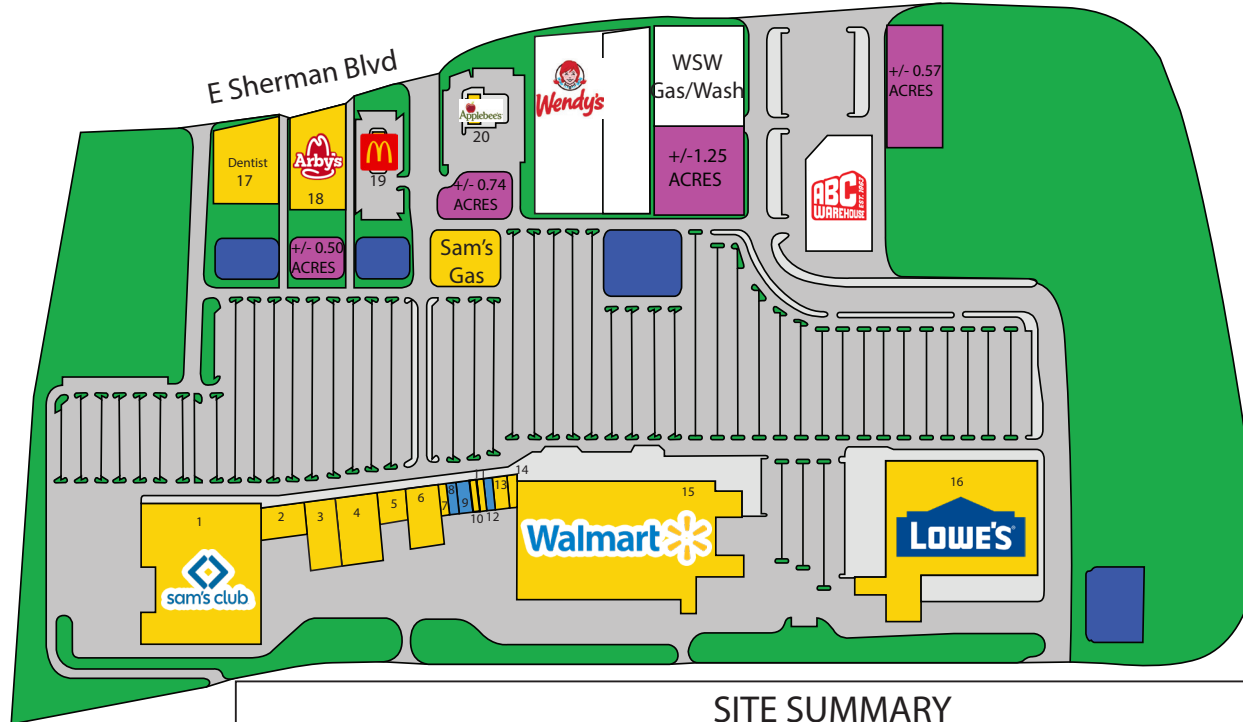 E Sherman Blvd
Dentist
17
Arby's
18
19
Applebee's
20
Wendy's
WSW
Gas/Wash
+/-1.25
ACRES
+/- 0.57
ACRES
ABC
WAREHOUSE
EST. 1963
+/- 0.74
ACRES
+/- 0.50
ACRES
Sam's
Gas
1
sam's club
2
3
4
5
6
7
8
9
10
12
13
14
15
Walmart
16
LOWE'S
SITE SUMMARY